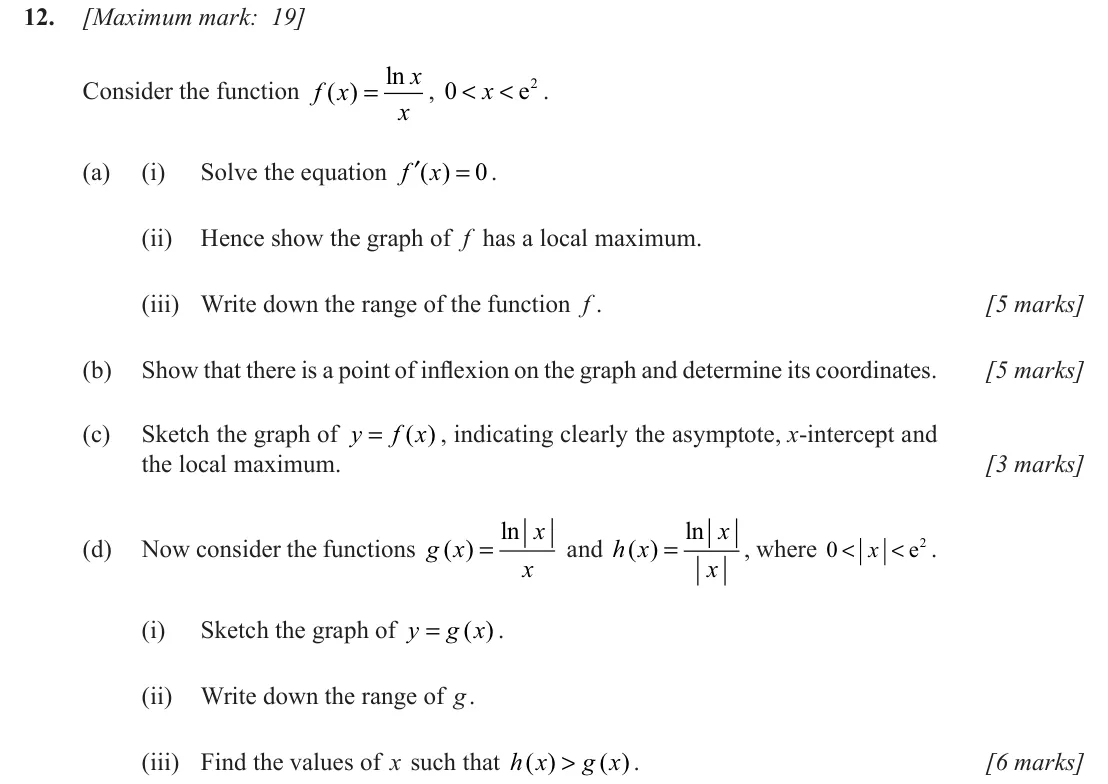 12. [Maximum mark: 19]
Consider the function f(x) = ln x / x , 0 < x < e² .
(a) (i) Solve the equation f′(x) = 0 .
(ii) Hence show the graph of f has a local maximum.
(iii) Write down the range of the function f . [5 marks]
(b) Show that there is a point of inflexion on the graph and determine its coordinates. [5 marks]
(c) Sketch the graph of y = f(x) , indicating clearly the asymptote, x-intercept and
the local maximum. [3 marks]
(d) Now consider the functions g(x) = ln|x| / x and h(x) = ln|x| / |x| , where 0 < |x| < e² .
(i) Sketch the graph of y = g(x) .
(ii) Write down the range of g .
(iii) Find the values of x such that h(x) > g(x) . [6 marks]